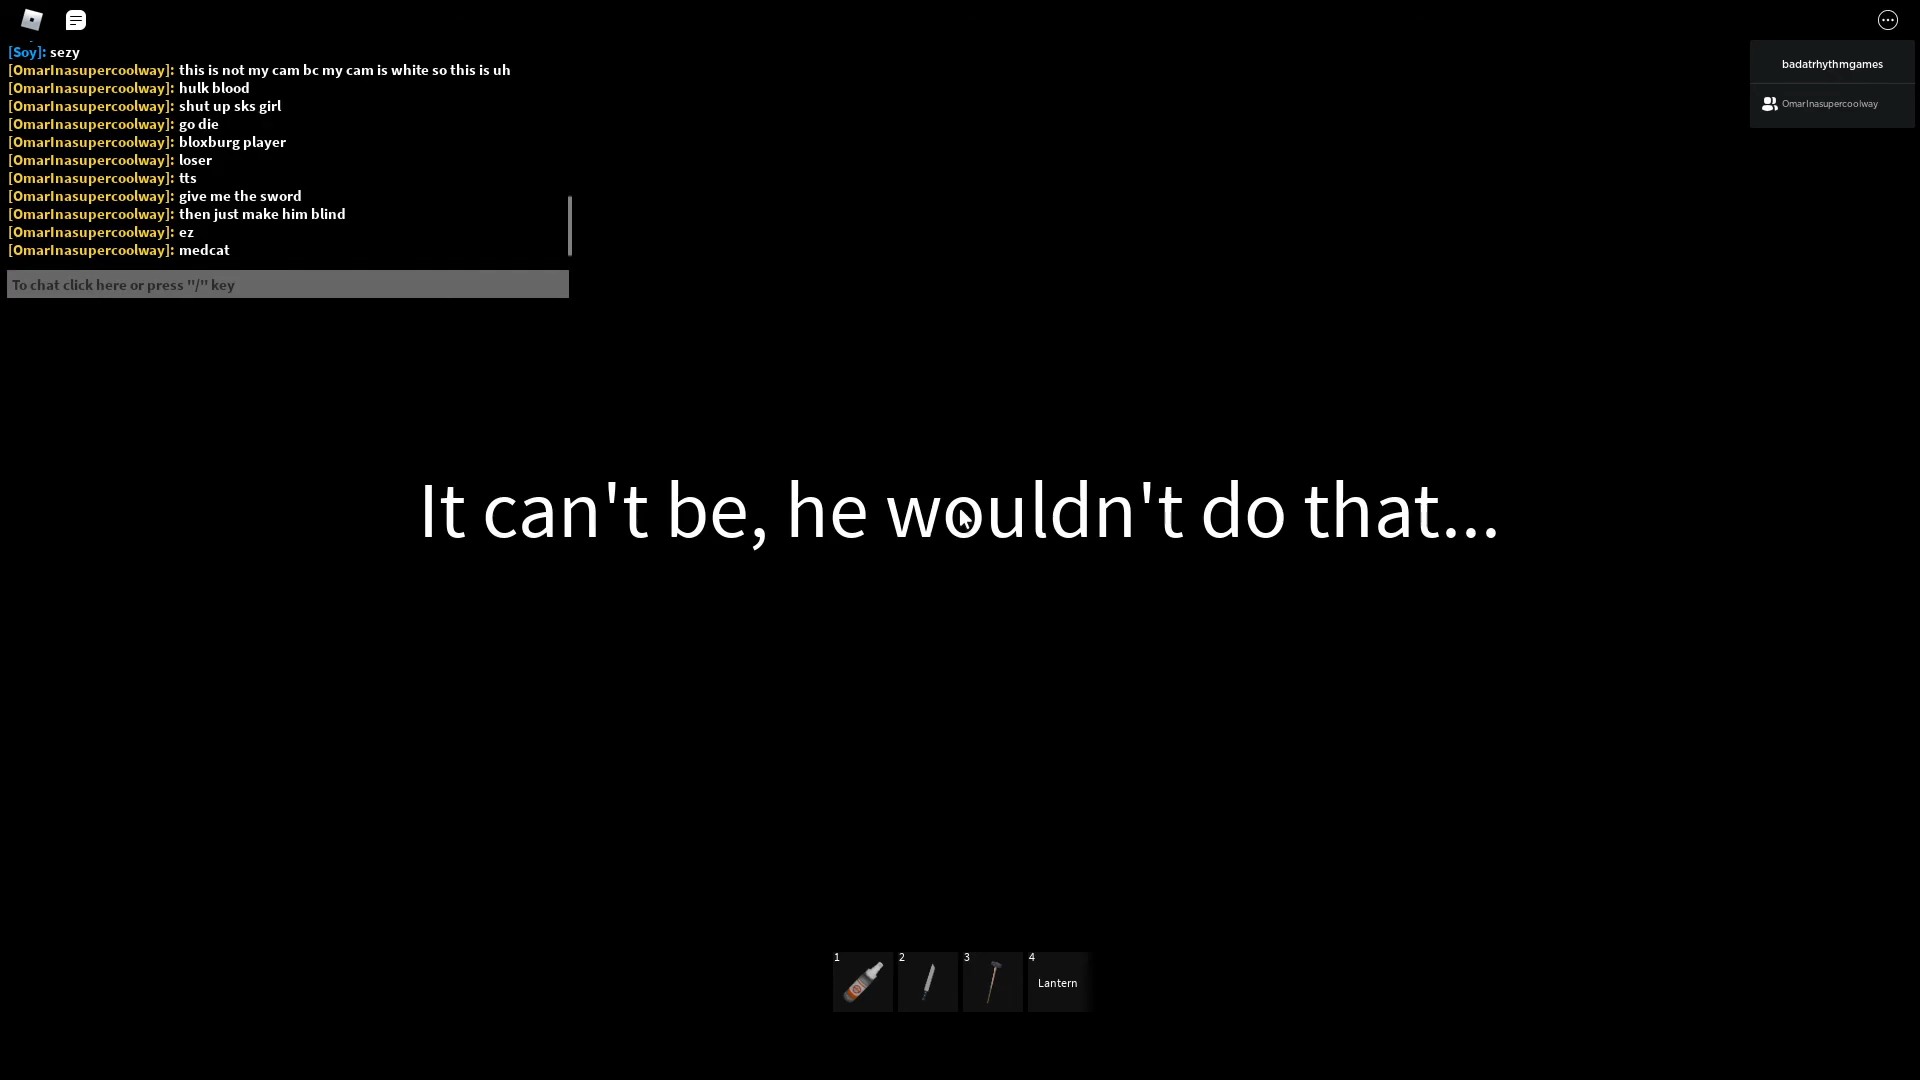 [Soy]: sezy
[OmarInasupercoolway]: this is not my cam bc my cam is white so this is uh
[OmarInasupercoolway]: hulk blood
[OmarInasupercoolway]: shut up sks girl
[OmarInasupercoolway]: go die
[OmarInasupercoolway]: bloxburg player
[OmarInasupercoolway]: loser
[OmarInasupercoolway]: tts
[OmarInasupercoolway]: give me the sword
[OmarInasupercoolway]: then just make him blind
[OmarInasupercoolway]: ez
[OmarInasupercoolway]: medcat
To chat click here or press "/" key
badatrhythmgames
OmarInasupercoolway
It can't be, he wouldn't do that...
1 2 3 4
Lantern